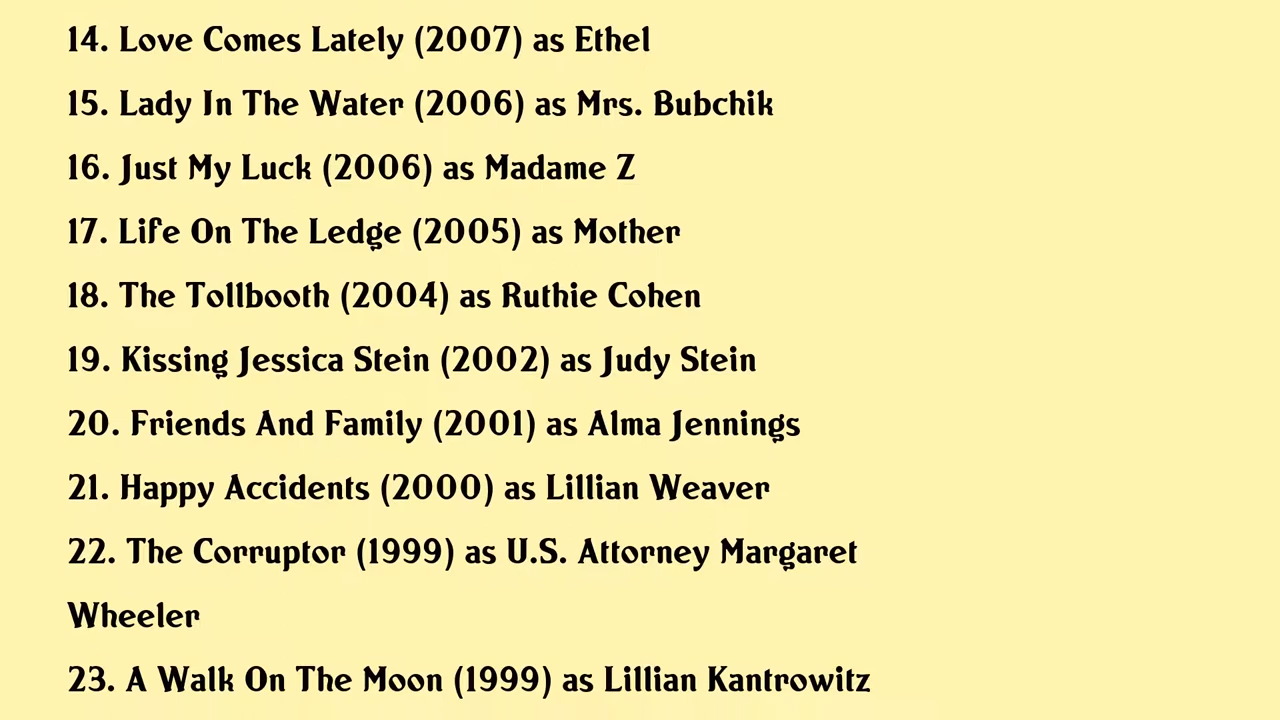 14. Love Comes Lately (2007) as Ethel
15. Lady In The Water (2006) as Mrs. Bubchik
16. Just My Luck (2006) as Madame Z
17. Life On The Ledge (2005) as Mother
18. The Tollbooth (2004) as Ruthie Cohen
19. Kissing Jessica Stein (2002) as Judy Stein
20. Friends And Family (2001) as Alma Jennings
21. Happy Accidents (2000) as Lillian Weaver
22. The Corruptor (1999) as U.S. Attorney Margaret
Wheeler
23. A Walk On The Moon (1999) as Lillian Kantrowitz